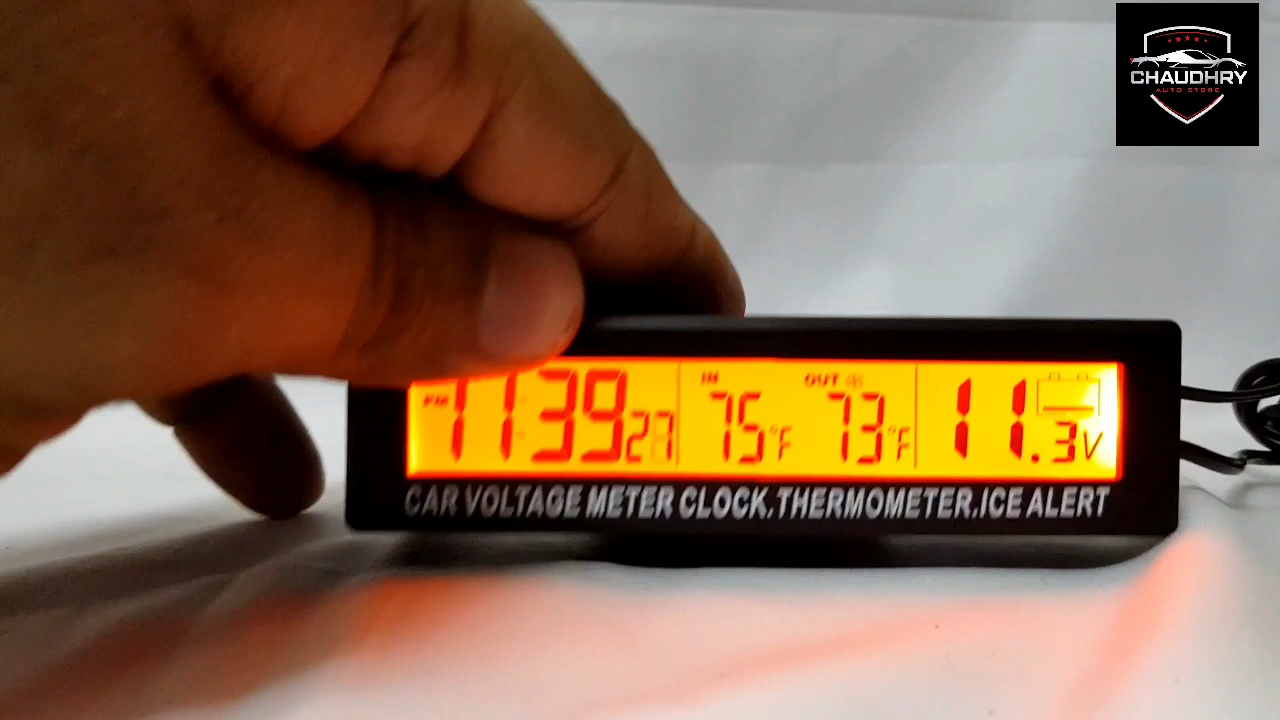 CHAUDHRY
AUTO STORE
IN OUT
PM 11:39 27 75°F 73°F 11.3V
CAR VOLTAGE METER CLOCK.THERMOMETER.ICE ALERT